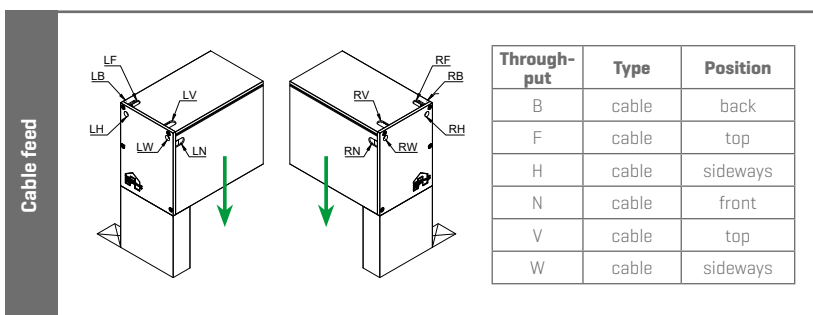 Cable feed
LF
LB
LV
LH
LW
LN
RF
RB
RV
RH
RN
RW
Through-
put Type Position
B cable back
F cable top
H cable sideways
N cable front
V cable top
W cable sideways